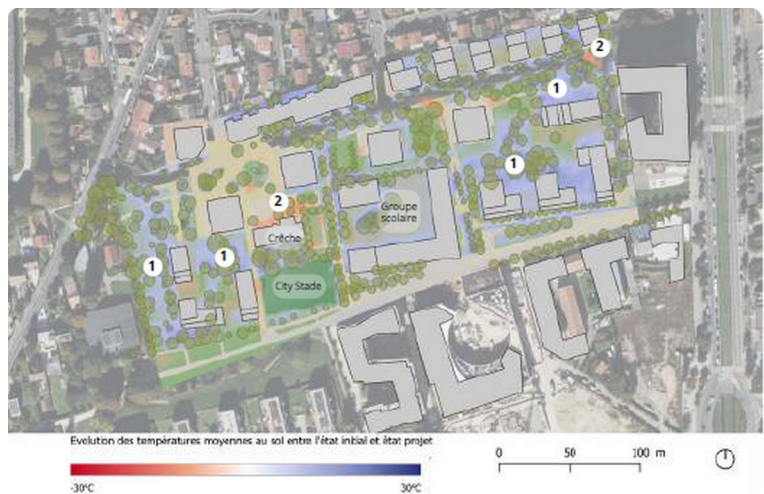 2
1
1
2
Groupe
scolaire
Crêche
1
1
City Stade
Evolution des températures moyennes au sol entre l'état initial et état projet
0 50 100 m
-30°C 30°C